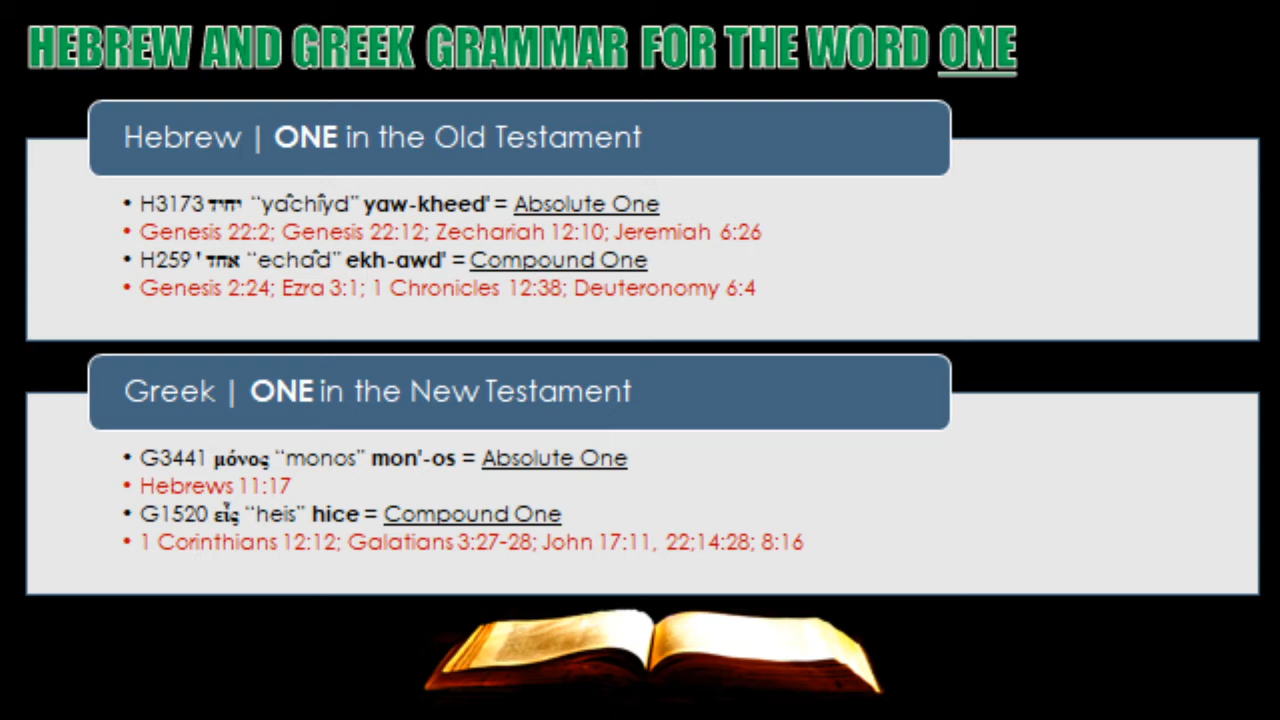 HEBREW AND GREEK GRAMMAR FOR THE WORD ONE
Hebrew | ONE in the Old Testament
• H3173 יחיד "yâchîyd" yaw-kheed' = Absolute One
• Genesis 22:2; Genesis 22:12; Zechariah 12:10; Jeremiah 6:26
• H259 ' אחד "echâd" ekh-awd' = Compound One
• Genesis 2:24; Ezra 3:1; 1 Chronicles 12:38; Deuteronomy 6:4
Greek | ONE in the New Testament
• G3441 μόνος "monos" mon'-os = Absolute One
• Hebrews 11:17
• G1520 εἷς "heis" hice = Compound One
• 1 Corinthians 12:12; Galatians 3:27-28; John 17:11, 22;14:28; 8:16